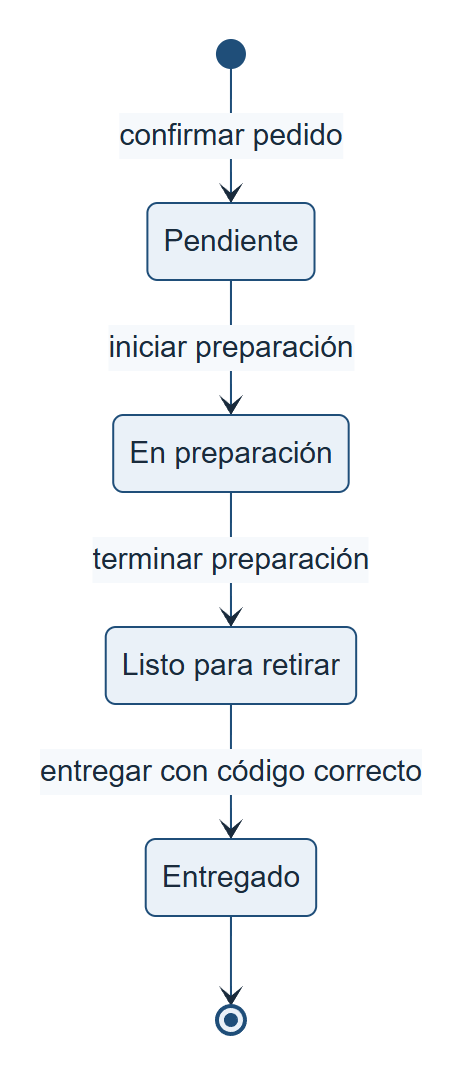 confirmar pedido
Pendiente
iniciar preparación
En preparación
terminar preparación
Listo para retirar
entregar con código correcto
Entregado